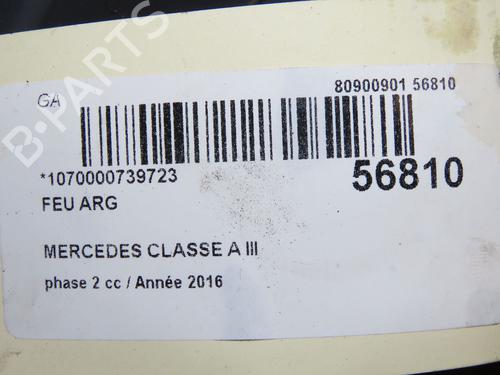 B-PARTS
GA
80900901 56810
*1070000739723
56810
FEU ARG
MERCEDES CLASSE A III
phase 2 cc / Année 2016